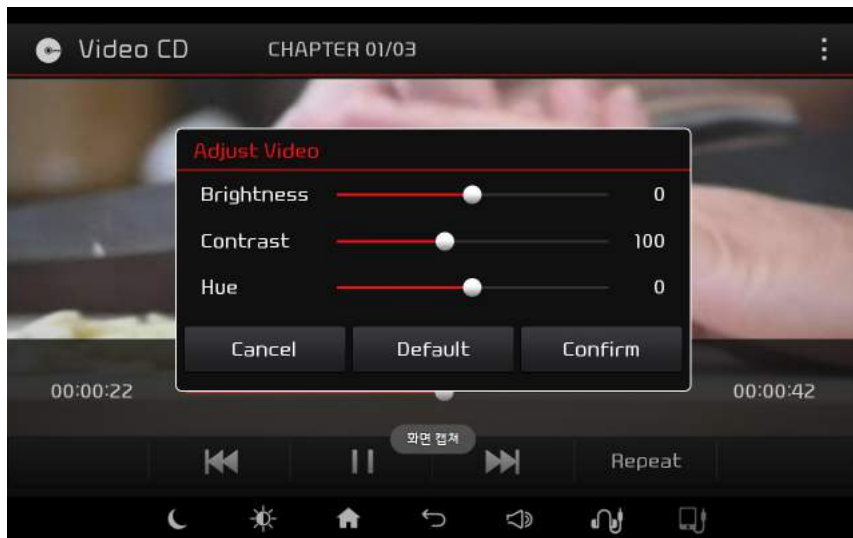 Video CD
CHAPTER 01/03
Adjust Video
Brightness 0
Contrast 100
Hue 0
Cancel Default Confirm
00:00:22 00:00:42
화면 캡쳐
Repeat